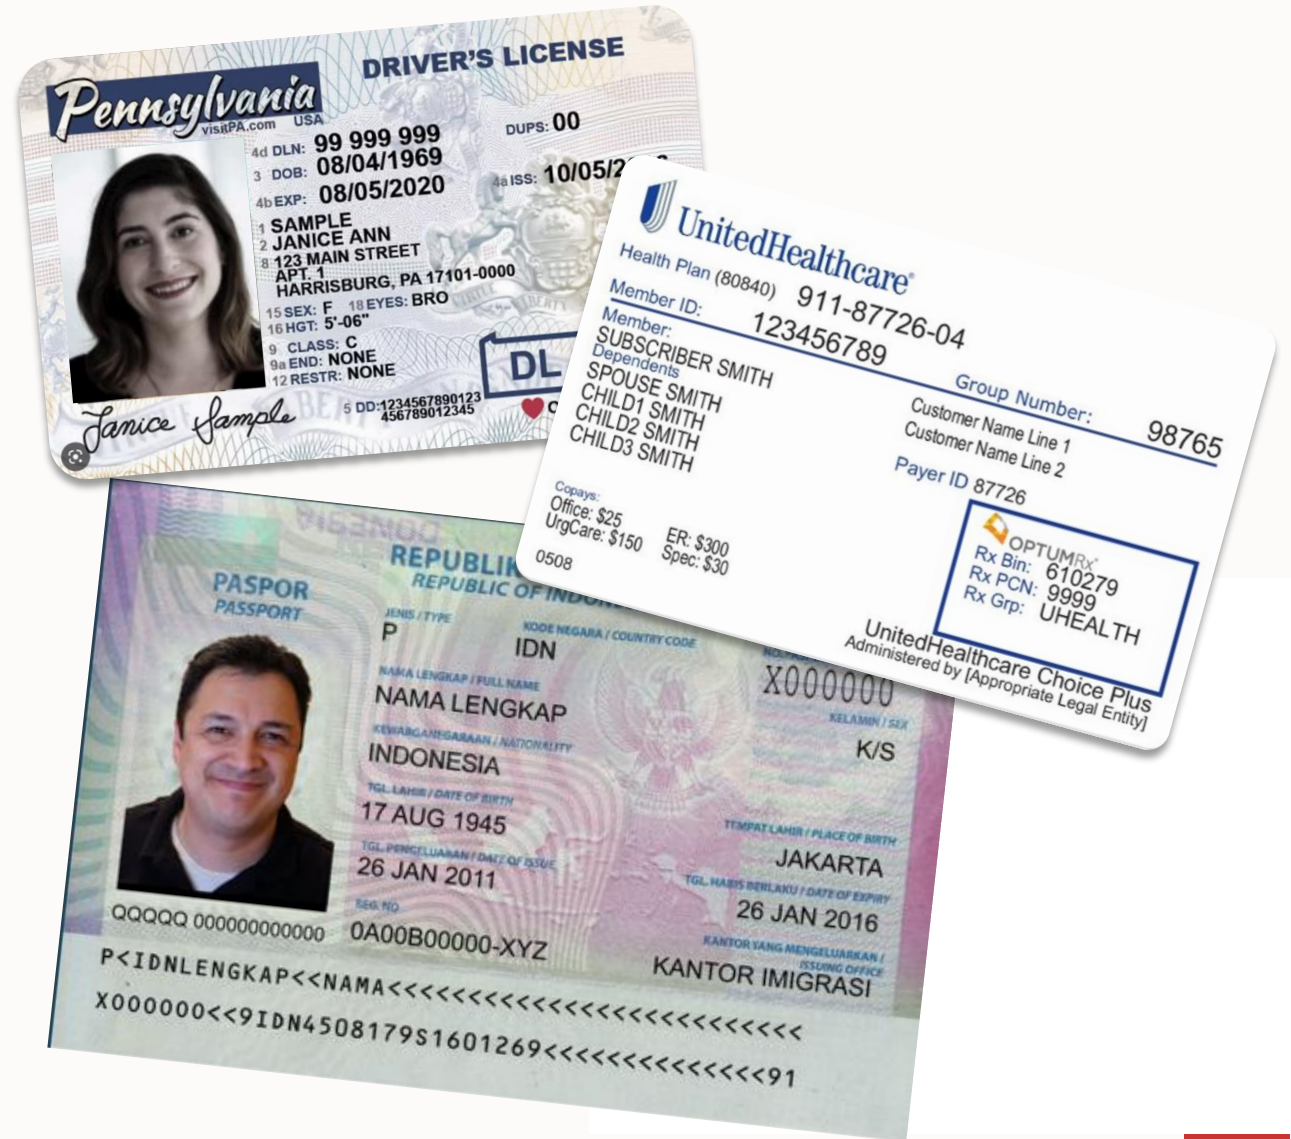 DRIVER'S LICENSE
Pennsylvania
visitPA.com USA
4d DLN: 99 999 999
DUPS: 00
3 DOB: 08/04/1969
4b EXP: 08/05/2020
4a ISS: 10/05/2
1 SAMPLE
2 JANICE ANN
8 123 MAIN STREET
APT. 1
HARRISBURG, PA 17101-0000
15 SEX: F 18 EYES: BRO
16 HGT: 5'-06"
9 CLASS: C
9a END: NONE
12 RESTR: NONE
DL
Janice Sample
5 DD:1234567890123
456789012345
UnitedHealthcare®
Health Plan (80840) 911-87726-04
Member ID: 123456789
Group Number: 98765
Member:
SUBSCRIBER SMITH
Dependents
SPOUSE SMITH
CHILD1 SMITH
CHILD2 SMITH
CHILD3 SMITH
Customer Name Line 1
Customer Name Line 2
Payer ID 87726
Copays:
Office: $25 ER: $300
UrgCare: $150 Spec: $30
0508
OPTUMRx
Rx Bin: 610279
Rx PCN: 9999
Rx Grp: UHEALTH
UnitedHealthcare Choice Plus
Administered by [Appropriate Legal Entity]
REPUBLIK
REPUBLIC OF INDON
PASPOR
PASSPORT
JENIS / TYPE
P
KODE NEGARA / COUNTRY CODE
IDN
X000000
NAMA LENGKAP / FULL NAME
NAMA LENGKAP
KELAMIN / SEX
K/S
KEWARGANEGARAAN / NATIONALITY
INDONESIA
TGL. LAHIR / DATE OF BIRTH
17 AUG 1945
TEMPAT LAHIR / PLACE OF BIRTH
JAKARTA
TGL. PENGELUARAN / DATE OF ISSUE
26 JAN 2011
TGL. HABIS BERLAKU / DATE OF EXPIRY
26 JAN 2016
REG. NO
0A00B00000-XYZ
KANTOR YANG MENGELUARKAN /
ISSUING OFFICE
KANTOR IMIGRASI
QQQQQ 000000000000
P<IDNLENGKAP<<NAMA<<<<<<<<<<<<<<<<<<<<<<<<<<
X000000<<9IDN4508179S1601269<<<<<<<<<<<<<<91